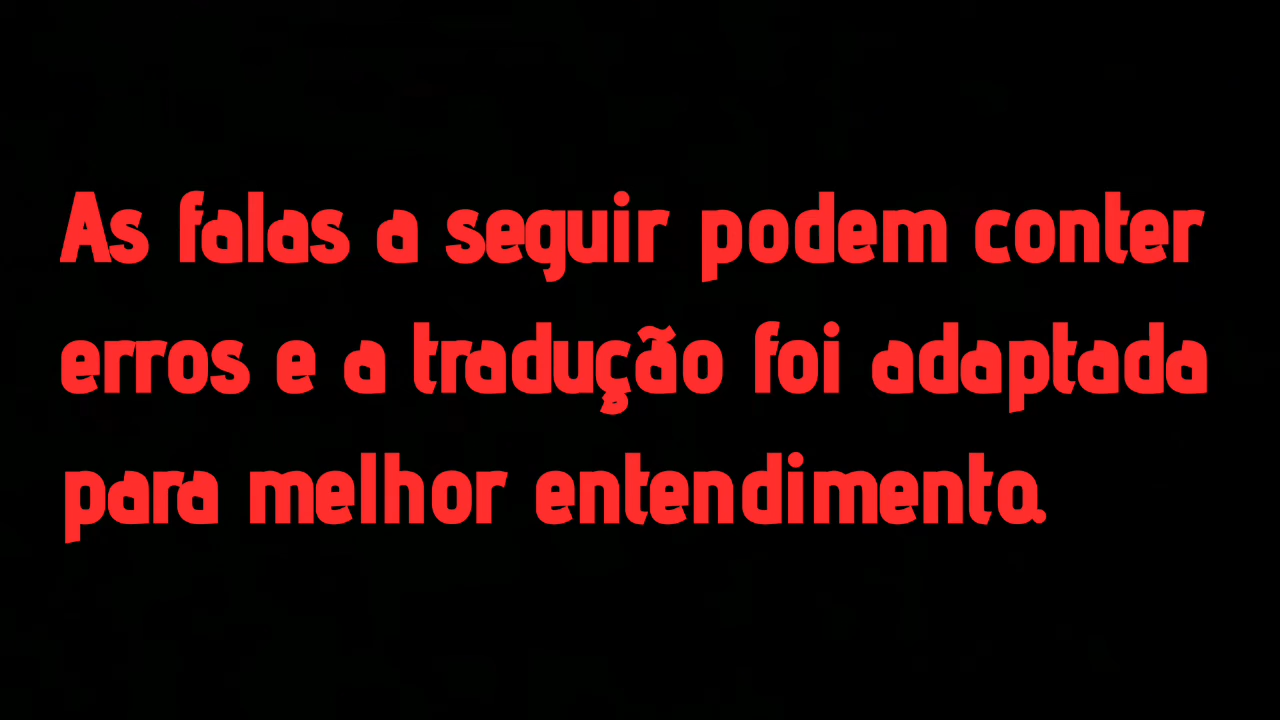 As falas a seguir podem conter
erros e a tradução foi adaptada
para melhor entendimento.